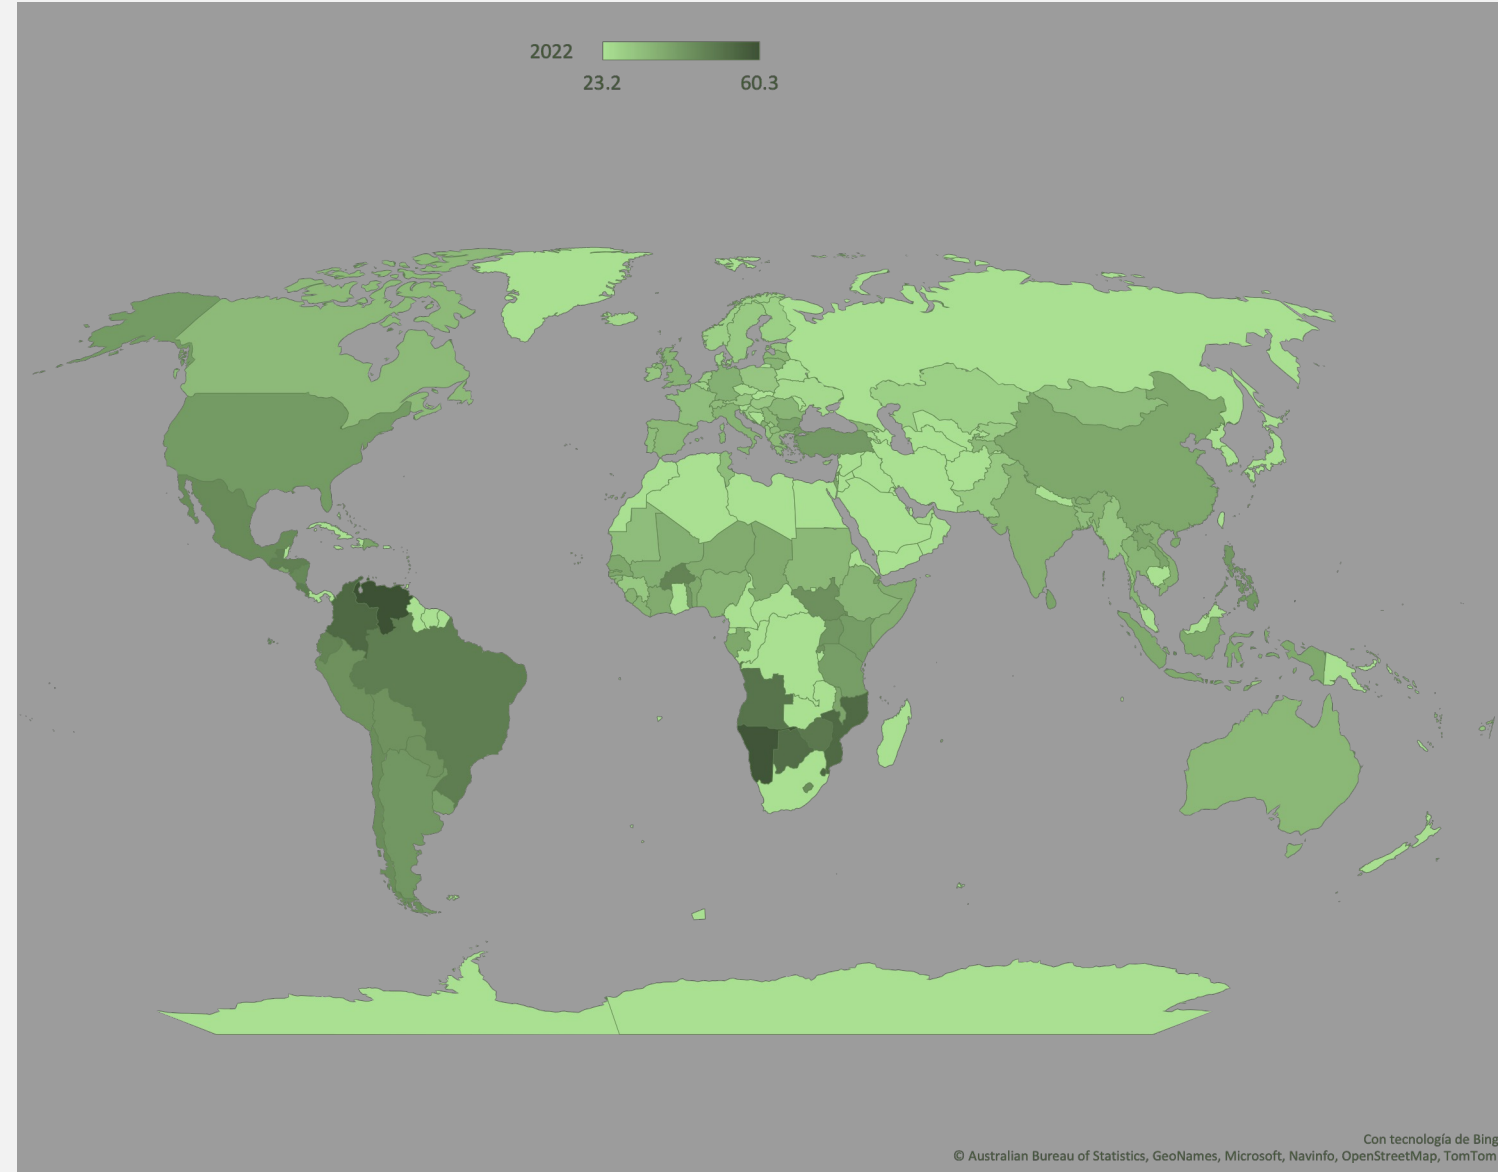 2022
23.2 60.3
Con tecnología de Bing
© Australian Bureau of Statistics, GeoNames, Microsoft, Navinfo, OpenStreetMap, TomTom